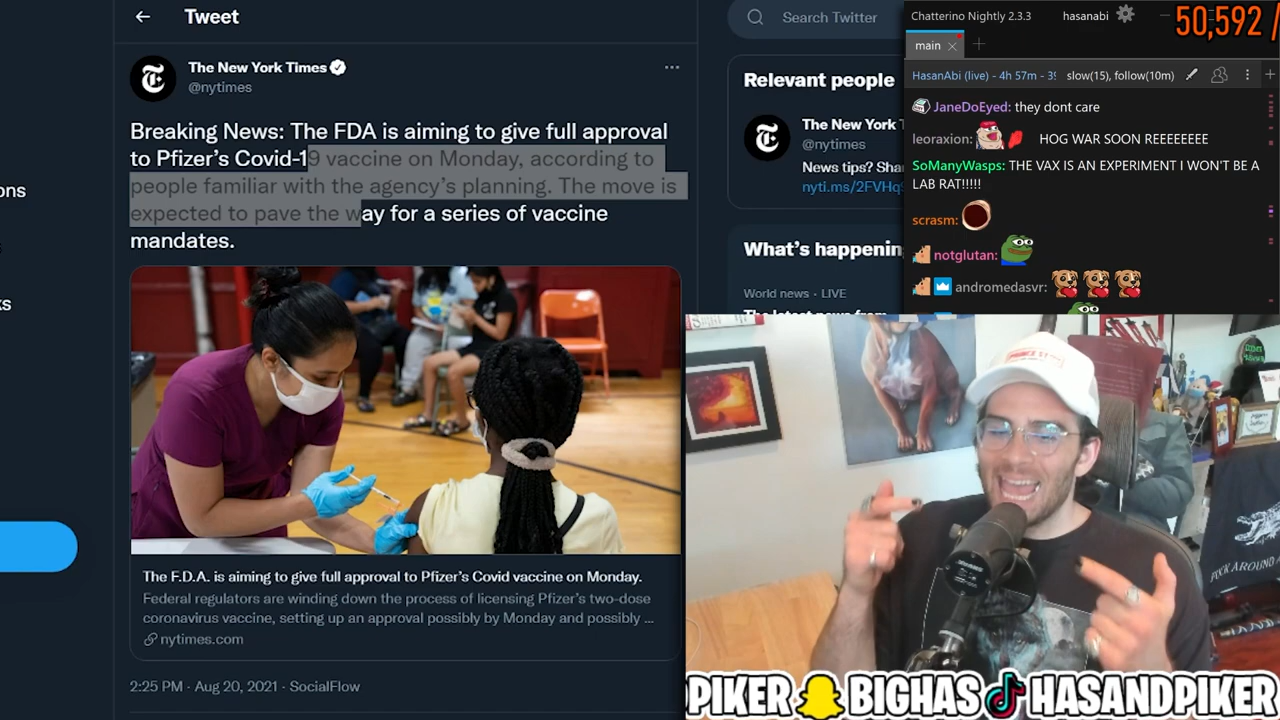 Tweet
Search Twitter
The New York Times
@nytimes
Breaking News: The FDA is aiming to give full approval
to Pfizer's Covid-19 vaccine on Monday, according to
people familiar with the agency's planning. The move is
expected to pave the way for a series of vaccine
mandates.
The F.D.A. is aiming to give full approval to Pfizer's Covid vaccine on Monday.
Federal regulators are winding down the process of licensing Pfizer's two-dose
coronavirus vaccine, setting up an approval possibly by Monday and possibly ...
nytimes.com
2:25 PM · Aug 20, 2021 · SocialFlow
ons
ks
Relevant people
The New York
@nytimes
News tips? Sha
nyti.ms/2FVH
What's happenin
World news · LIVE
Chatterino Nightly 2.3.3
hasanabi
50,592 /
main
HasanAbi (live) - 4h 57m - 3
slow(15), follow(10m)
JaneDoEyed: they dont care
leoraxion: HOG WAR SOON REEEEEEEE
SoManyWasps: THE VAX IS AN EXPERIMENT I WON'T BE A
LAB RAT!!!!!
scrasm:
notglutan:
andromedasvr:
PIKER BIGHAS HASANDPIKER